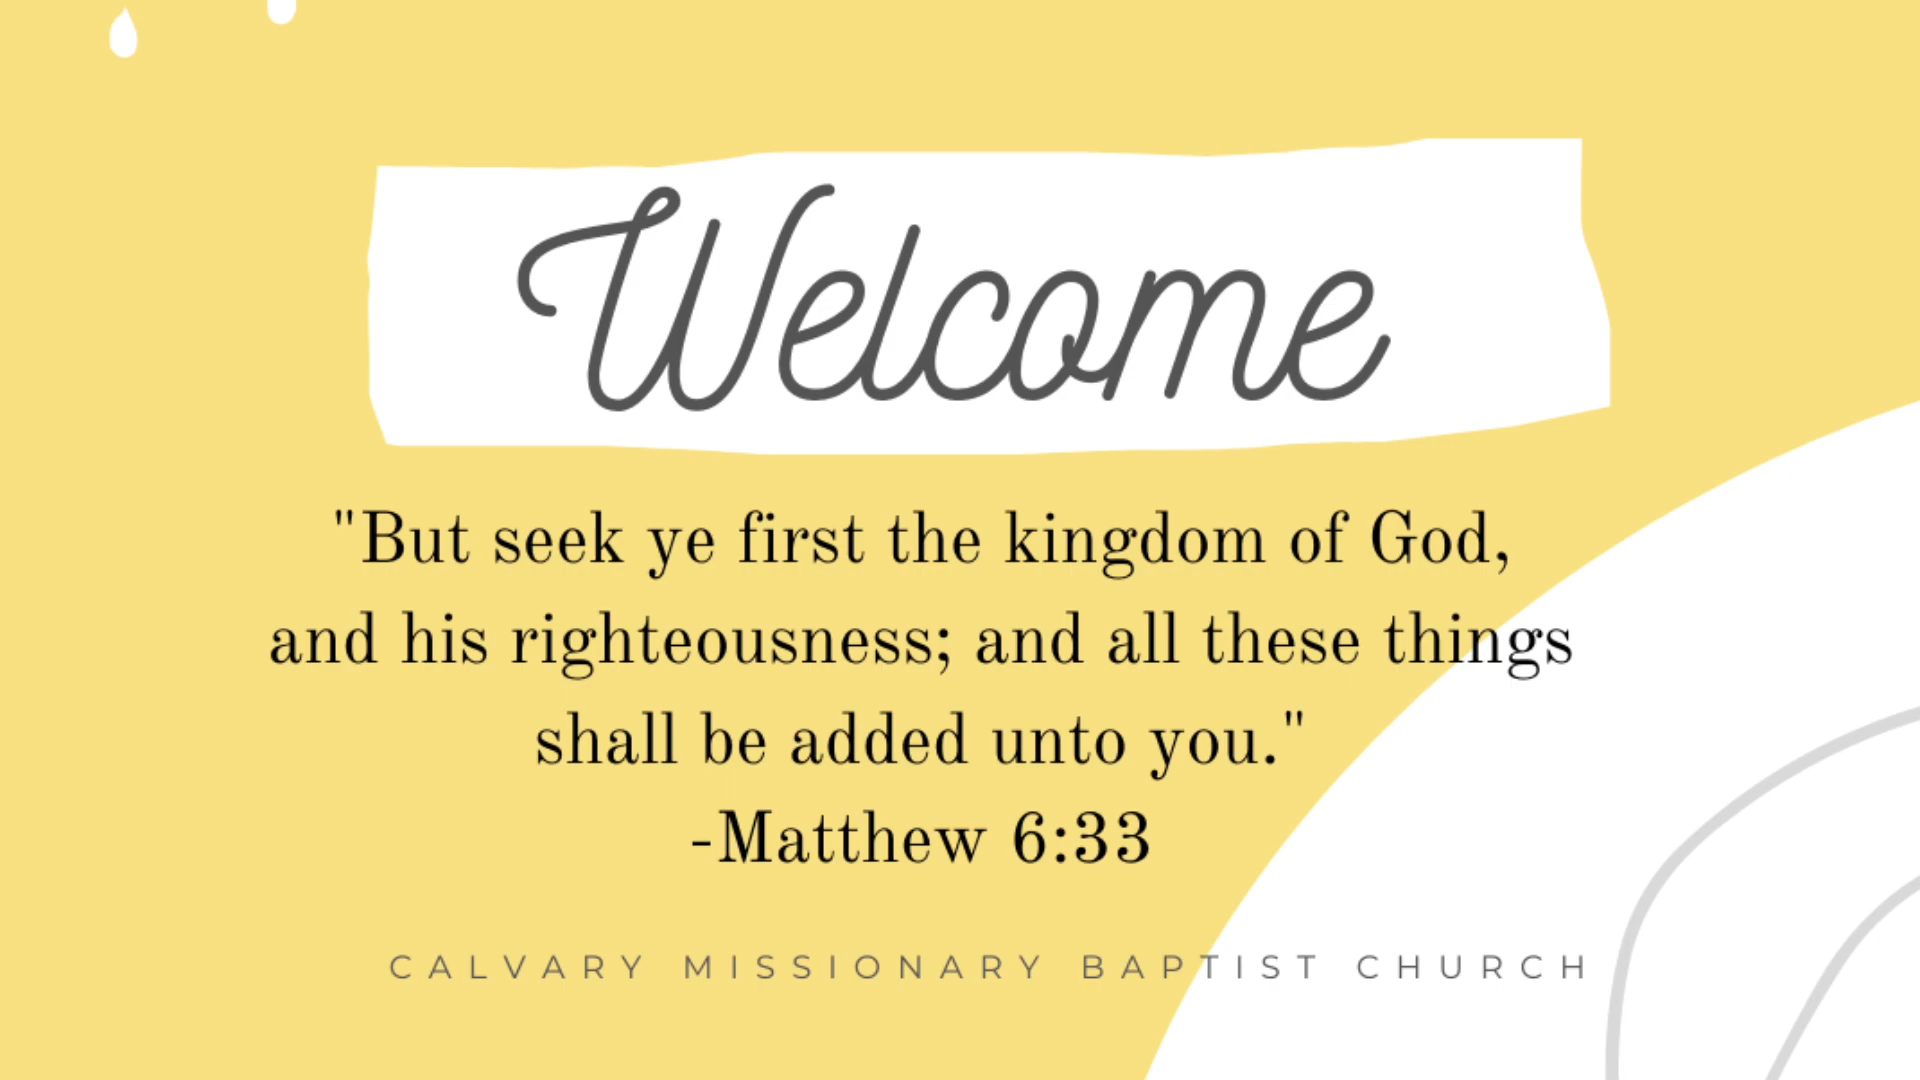 Welcome
"But seek ye first the kingdom of God,
and his righteousness; and all these things
shall be added unto you."
-Matthew 6:33
CALVARY MISSIONARY BAPTIST CHURCH